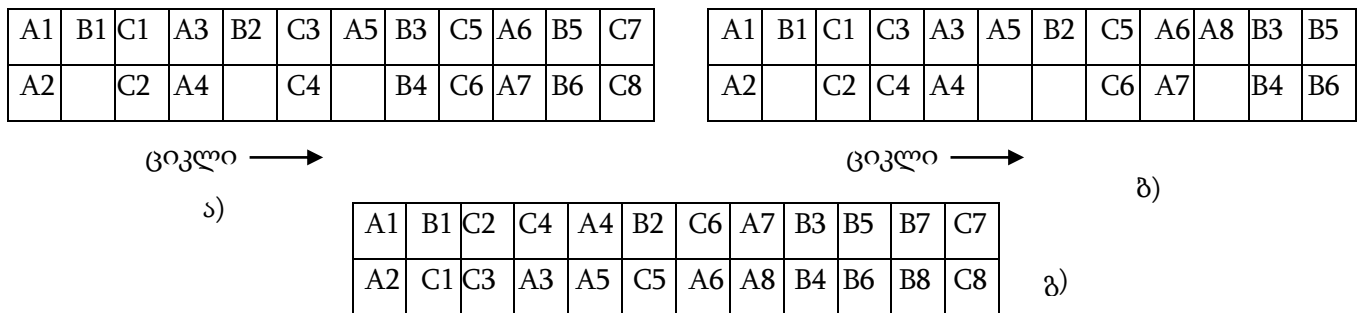 A1 B1 C1 A3 B2 C3 A5 B3 C5 A6 B5 C7
A2 C2 A4 C4 B4 C6 A7 B6 C8
A1 B1 C1 C3 A3 A5 B2 C5 A6 A8 B3 B5
A2 C2 C4 A4 C6 A7 B4 B6
ციკლი
ა)
ციკლი
ბ)
A1 B1 C2 C4 A4 B2 C6 A7 B3 B5 B7 C7
A2 C1 C3 A3 A5 C5 A6 A8 B4 B6 B8 C8
გ)